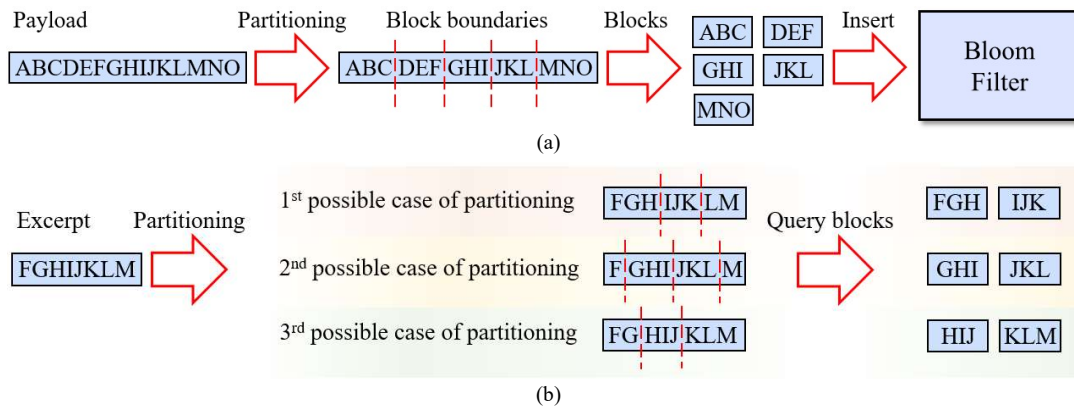 Payload Partitioning Block boundaries Blocks Insert
ABCDEFGHIJKLMNO ABC DEF GHI JKL MNO
ABC DEF
GHI JKL
MNO
Bloom
Filter
(a)
Excerpt Partitioning
FGHIJKLM
1st possible case of partitioning FGH IJK LM
2nd possible case of partitioning F GHI JKL M
3rd possible case of partitioning FG HIJ KLM
Query blocks
FGH IJK
GHI JKL
HIJ KLM
(b)